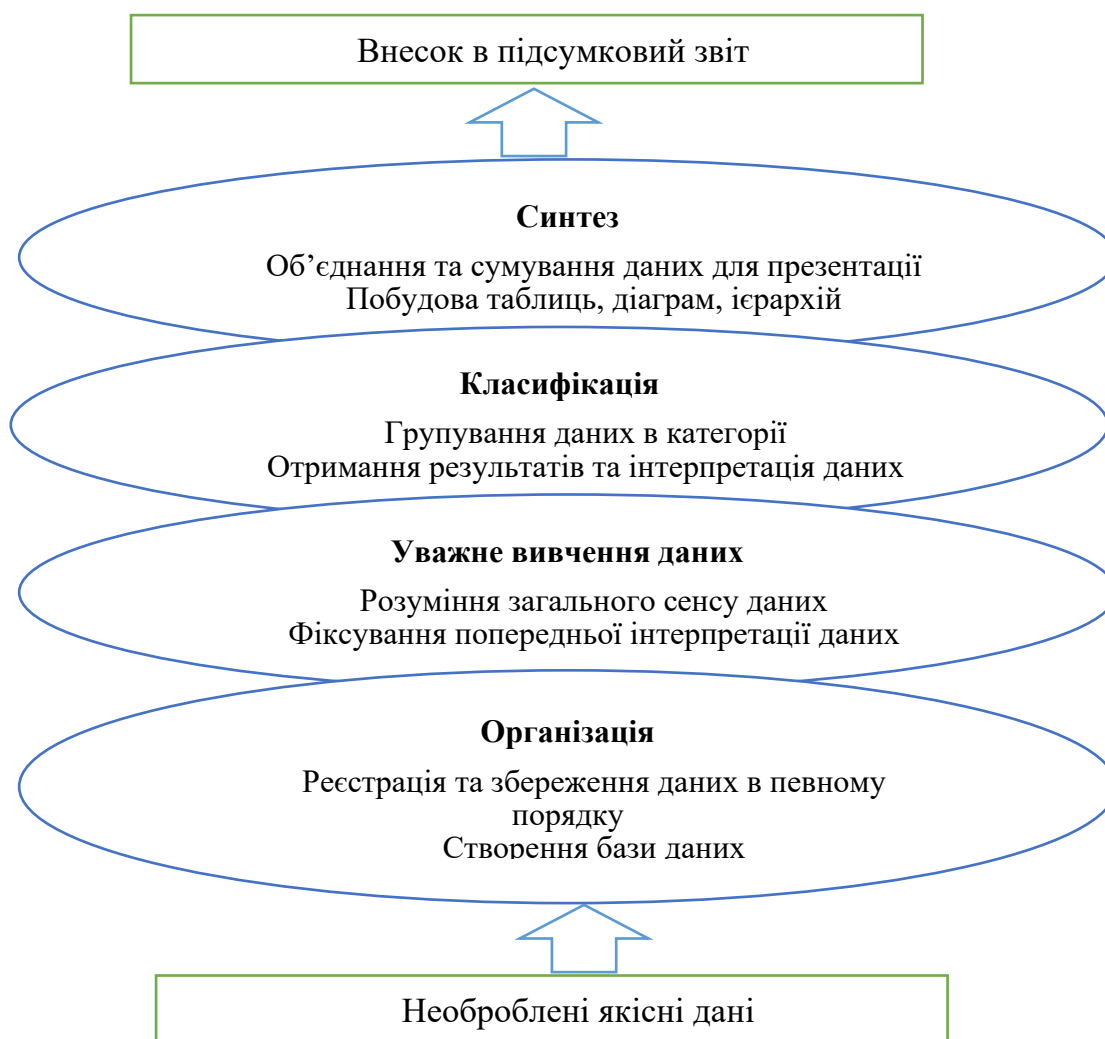 Внесок в підсумковий звіт
Синтез
Об’єднання та сумування даних для презентації
Побудова таблиць, діаграм, ієрархій
Класифікація
Групування даних в категорії
Отримання результатів та інтерпретація даних
Уважне вивчення даних
Розуміння загального сенсу даних
Фіксування попередньої інтерпретації даних
Організація
Реєстрація та збереження даних в певному
порядку
Створення бази даних
Необроблені якісні дані